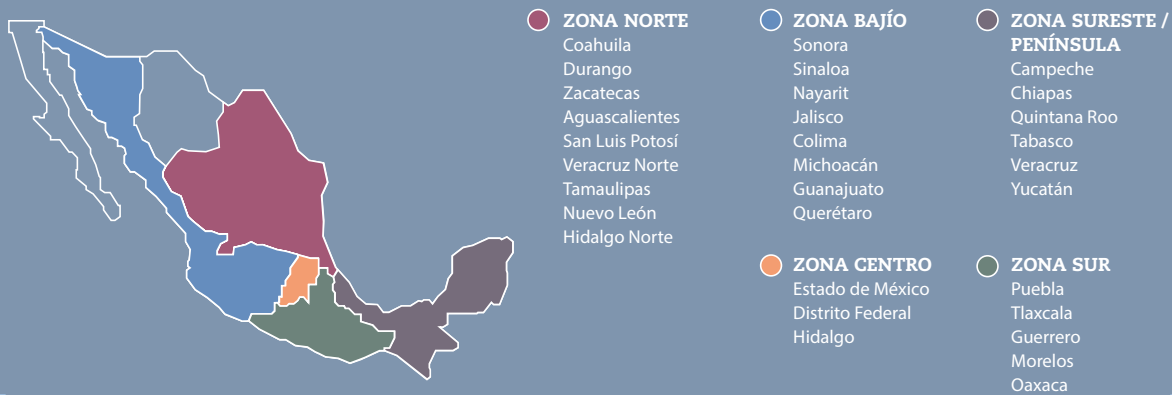 ZONA NORTE
Coahuila
Durango
Zacatecas
Aguascalientes
San Luis Potosí
Veracruz Norte
Tamaulipas
Nuevo León
Hidalgo Norte
ZONA BAJÍO
Sonora
Sinaloa
Nayarit
Jalisco
Colima
Michoacán
Guanajuato
Querétaro
ZONA CENTRO
Estado de México
Distrito Federal
Hidalgo
ZONA SURESTE /
PENÍNSULA
Campeche
Chiapas
Quintana Roo
Tabasco
Veracruz
Yucatán
ZONA SUR
Puebla
Tlaxcala
Guerrero
Morelos
Oaxaca